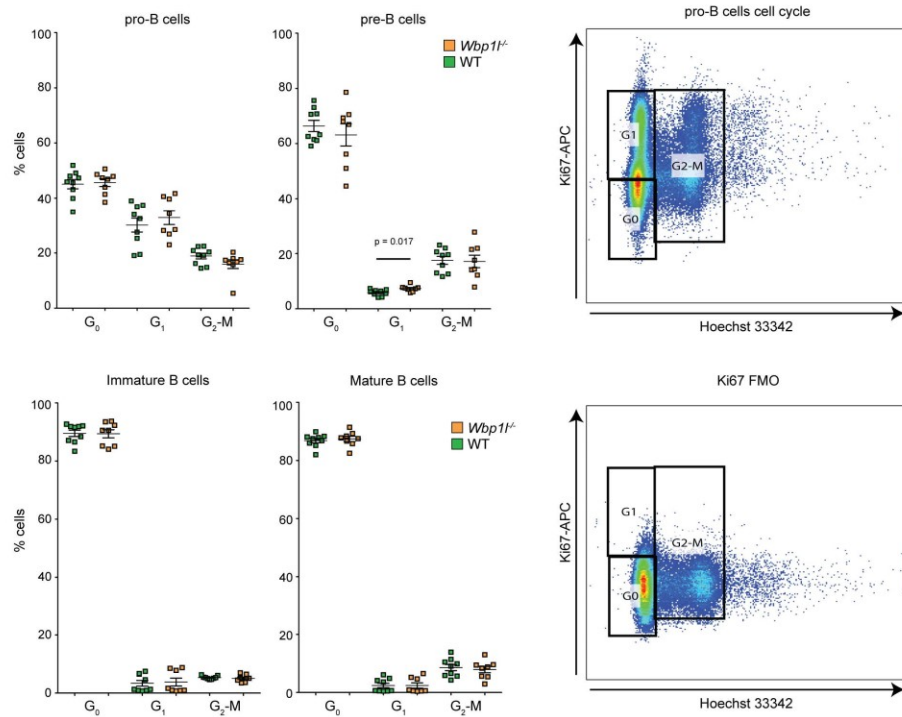 pro-B cells
% cells
100
80
60
40
20
0
G₀ G₁ G₂-M
pre-B cells
Wbp1l⁻/⁻
WT
100
80
60
40
20
0
p = 0.017
G₀ G₁ G₂-M
pro-B cells cell cycle
Ki67-APC
G1
G2-M
G0
Hoechst 33342
Immature B cells
% cells
100
80
60
40
20
0
G₀ G₁ G₂-M
Mature B cells
Wbp1l⁻/⁻
WT
100
80
60
40
20
0
G₀ G₁ G₂-M
Ki67 FMO
Ki67-APC
G1
G2-M
G0
Hoechst 33342